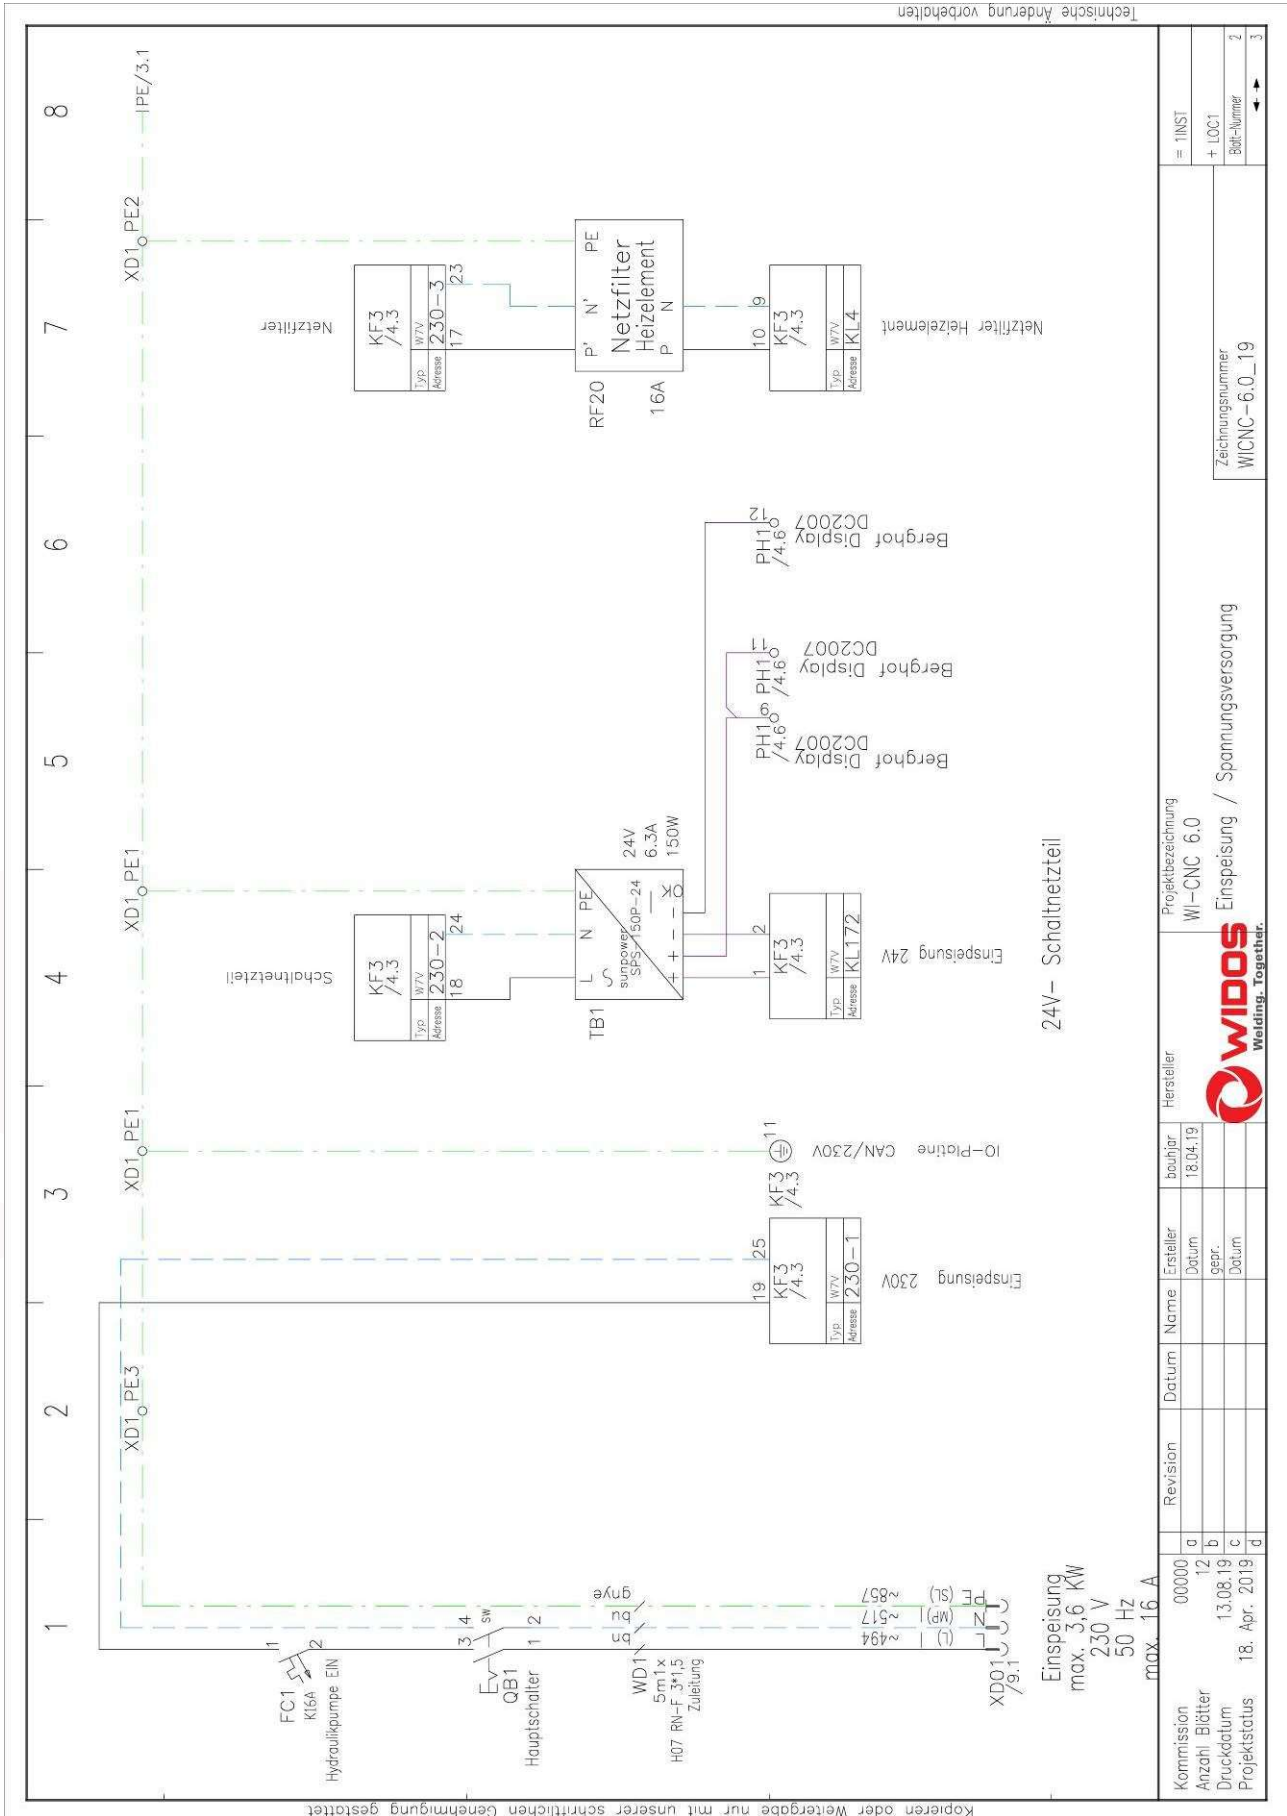 Technische Änderung vorbehalten
Kopieren oder Weitergabe nur mit unserer schriftlichen Genehmigung gestattet
1
2
3
4
5
6
7
8
XD1 PE3
XD1 PE1
XD1 PE1
XD1 PE2
PE/3.1
FC1
K16A
1
2
Hydraulikpumpe EIN
QB1
Hauptschalter
3
4
SW
1
2
WD1
5m1x
H07 RN-F 3*1,5
Zuleitung
bn
bu
gnye
~494
~517
~857
(L)
(MP)
(SL)
L
N
PE
XD01
/9.1
Einspeisung
max. 3,6 KW
230 V
50 Hz
max. 16 A
19
25
KF3
/4.3
Typ W7V
Adresse 230-1
Einspeisung 230V
KF3
/4.3
11
IO-Platine CAN/230V
Schaltnetzteil
KF3
/4.3
Typ W7V
Adresse 230-2
18
24
TB1
L
N
PE
sunpower
SPS-150P-24
+ + - - OK
24V
6.3A
150W
1
2
KF3
/4.3
Typ W7V
Adresse KL172
Einspeisung 24V
24V- Schaltnetzteil
PH1
/4.6
9
Berghof Display
DC2007
PH1
/4.6
11
Berghof Display
DC2007
PH1
/4.6
12
Berghof Display
DC2007
Netzfilter
KF3
/4.3
Typ W7V
Adresse 230-3
17
23
RF20
16A
P' N' PE
Netzfilter
Heizelement
P N
10
9
KF3
/4.3
Typ W7V
Adresse KL4
Netzfilter Heizelement
Kommission 00000
Anzahl Blätter 12
Druckdatum 13.08.19
Projektstatus 18. Apr. 2019
Revision
Datum
Name
a
b
c
d
Ersteller bouhjar
Datum 18.04.19
gepr.
Datum
Hersteller
WIDOS
Welding. Together.
Projektbezeichnung
WI-CNC 6.0
Einspeisung / Spannungsversorgung
Zeichnungsnummer
WICNC-6.0_19
= 1INST
+ LOC1
Blatt-Nummer 2
3